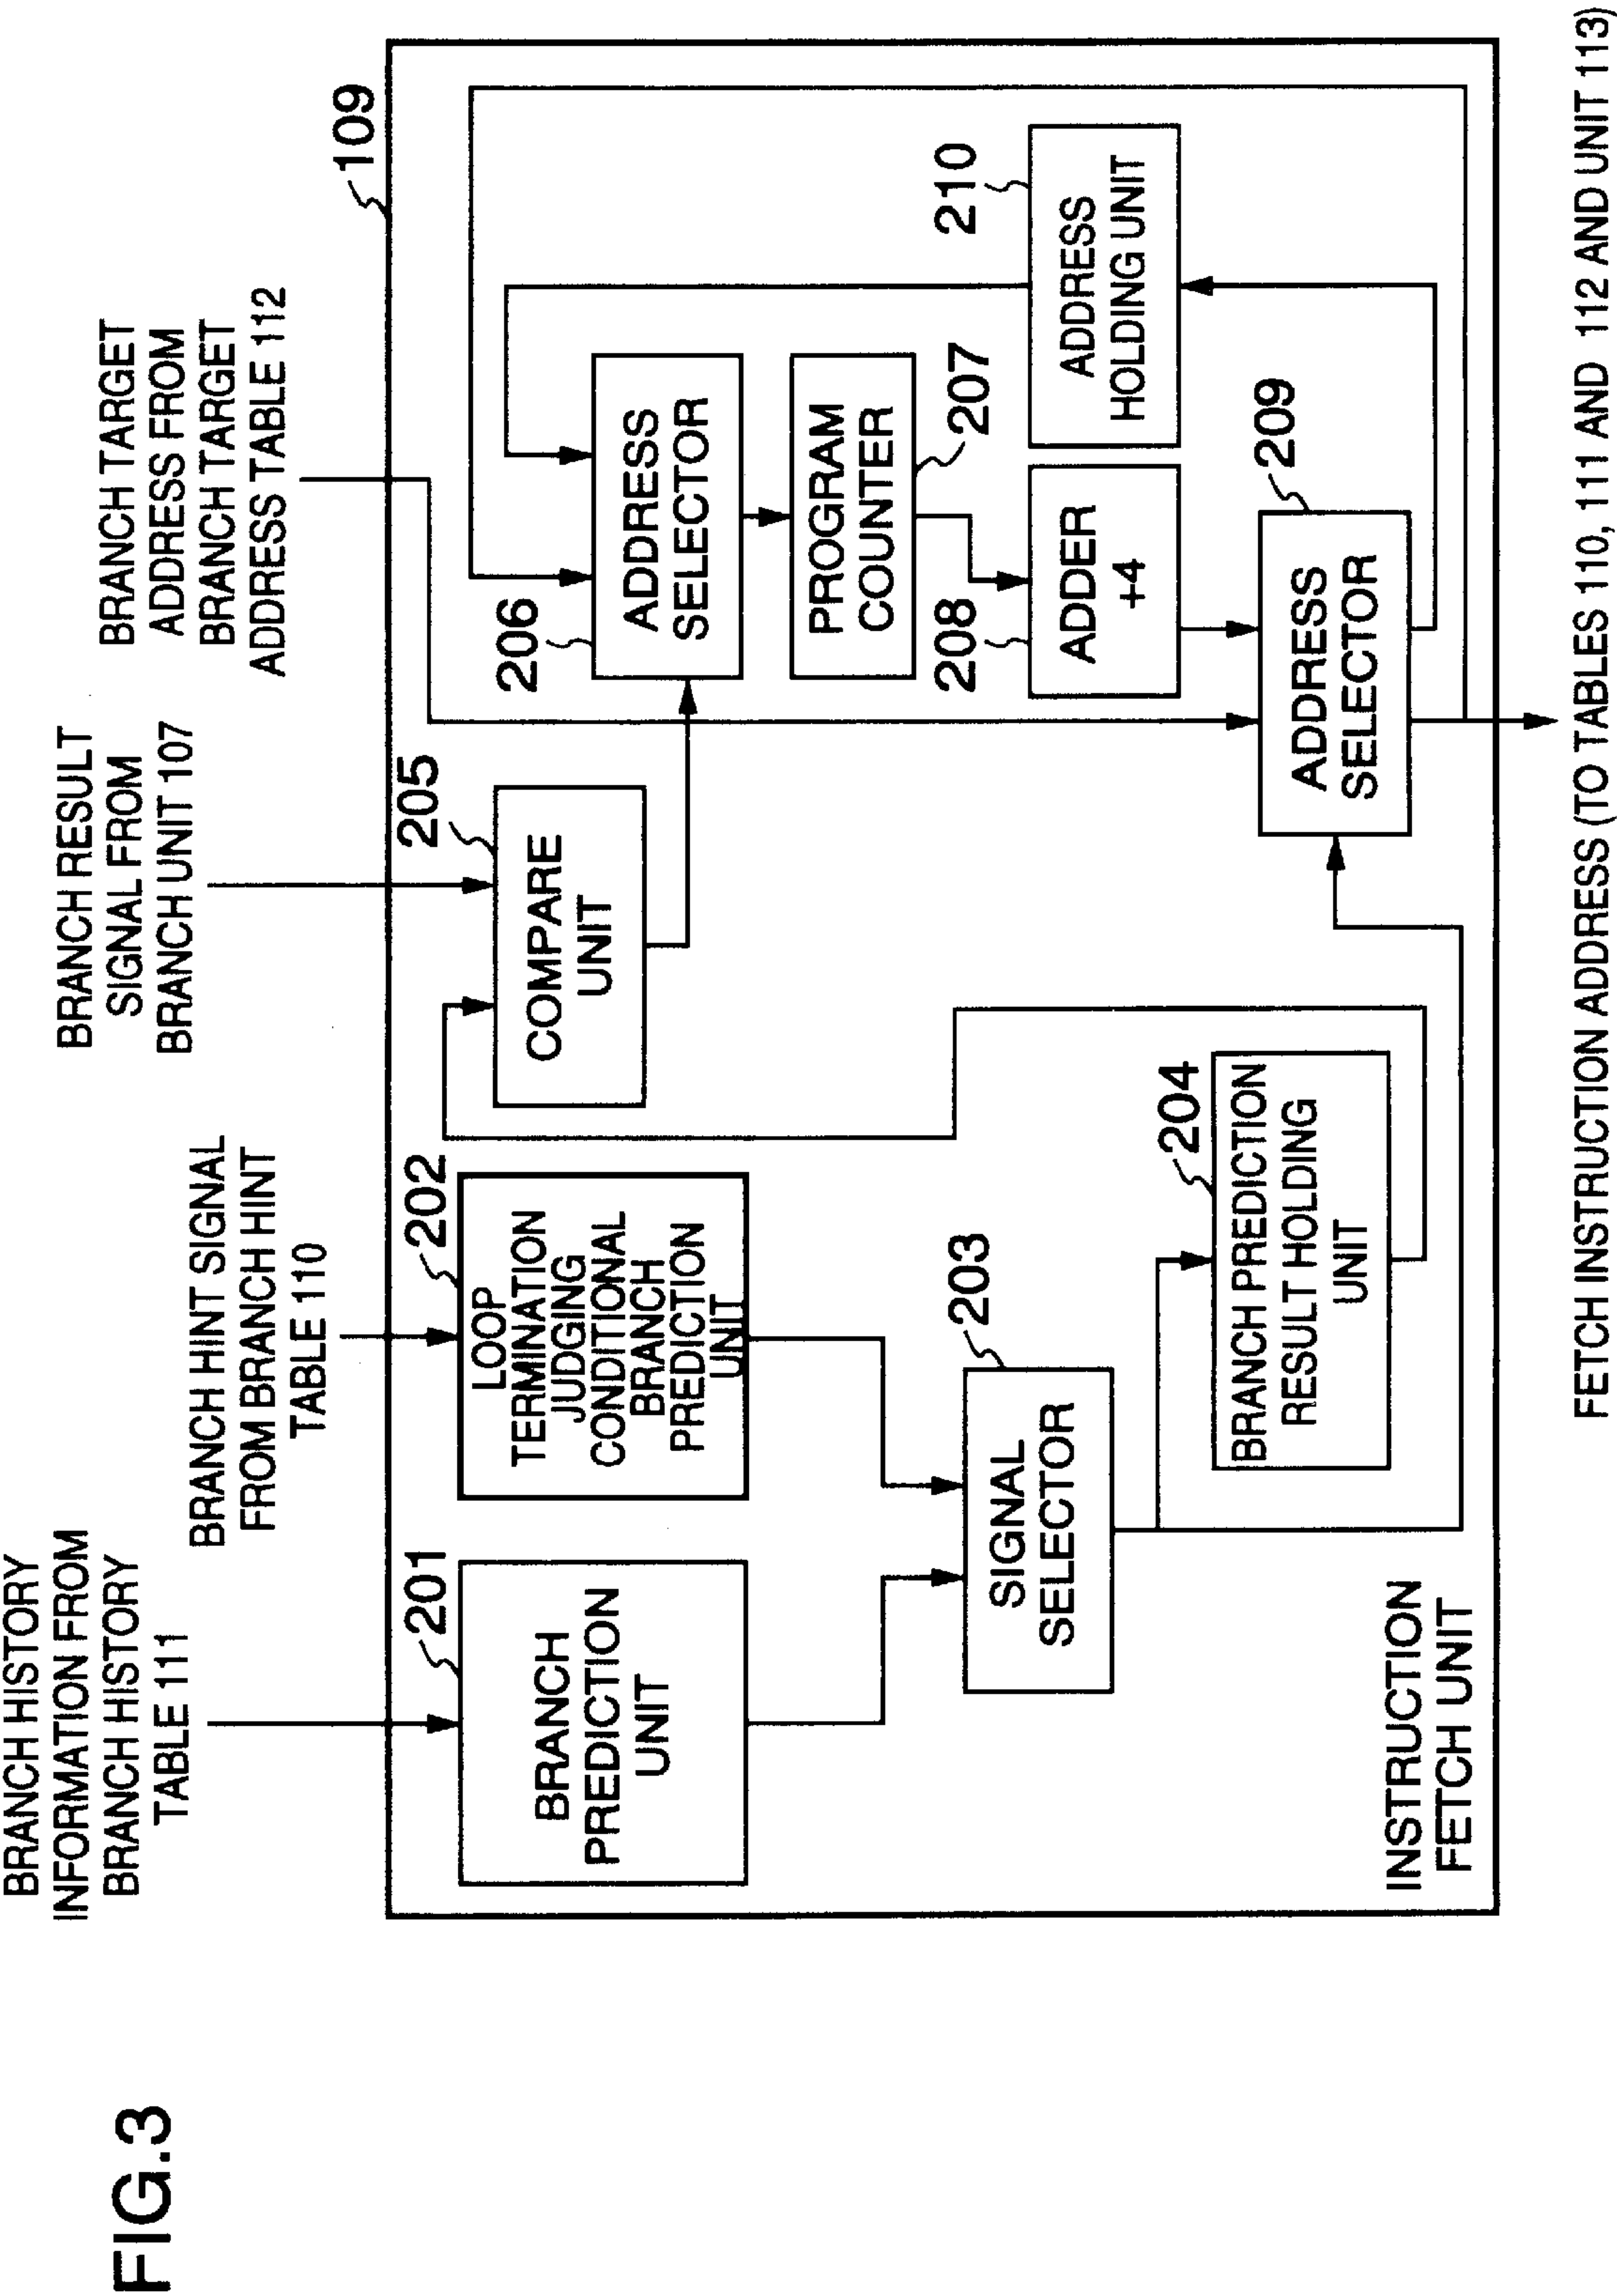 FIG.3
BRANCH HISTORY
INFORMATION FROM
BRANCH HISTORY
TABLE 111
BRANCH HINT SIGNAL
FROM BRANCH HINT
TABLE 110
BRANCH RESULT
SIGNAL FROM
BRANCH UNIT 107
BRANCH TARGET
ADDRESS FROM
BRANCH TARGET
ADDRESS TABLE 112
109
201
BRANCH
PREDICTION
UNIT
202
LOOP
TERMINATION
JUDGING
CONDITIONAL
BRANCH
PREDICTION
UNIT
205
COMPARE
UNIT
206
ADDRESS
SELECTOR
PROGRAM
COUNTER
207
203
SIGNAL
SELECTOR
208
ADDER
+4
210
ADDRESS
HOLDING UNIT
204
BRANCH PREDICTION
RESULT HOLDING
UNIT
209
ADDRESS
SELECTOR
INSTRUCTION
FETCH UNIT
FETCH INSTRUCTION ADDRESS (TO TABLES 110, 111 AND 112 AND UNIT 113)